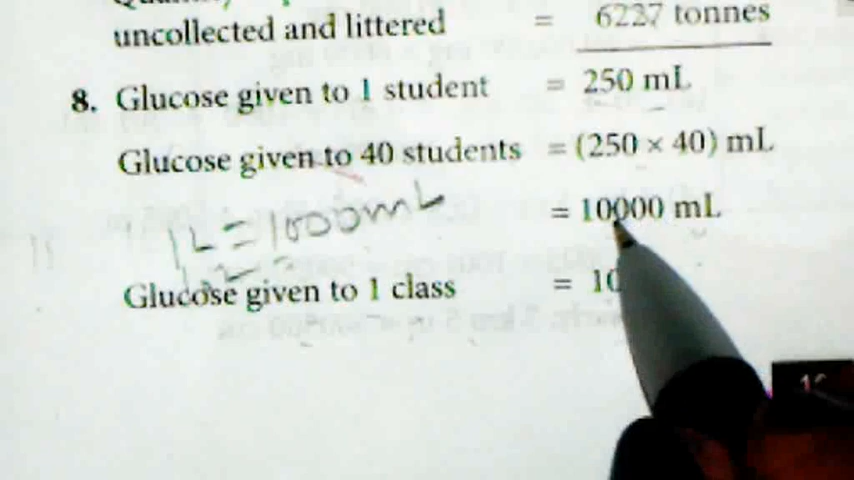 uncollected and littered = 6227 tonnes
8. Glucose given to 1 student = 250 mL
Glucose given to 40 students = (250 × 40) mL
= 10000 mL
1L = 1000mL
Glucose given to 1 class = 10